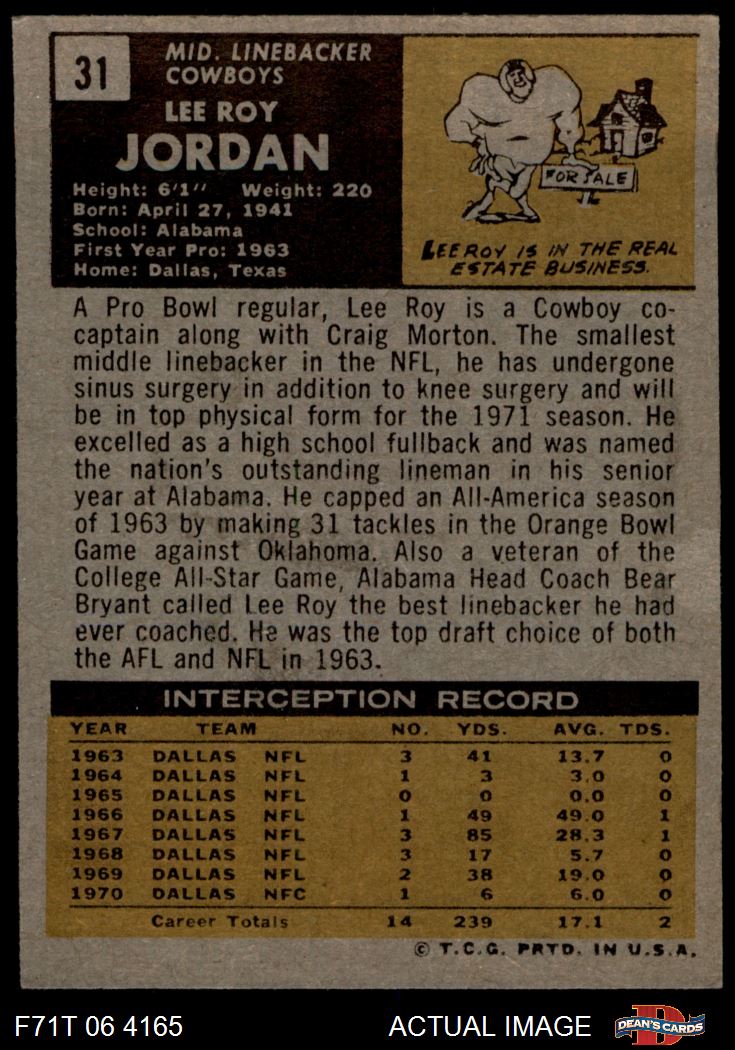 31
MID. LINEBACKER
COWBOYS
LEE ROY
JORDAN
Height: 6'1" Weight: 220
Born: April 27, 1941
School: Alabama
First Year Pro: 1963
Home: Dallas, Texas
FOR SALE
LEEROY IS IN THE REAL
ESTATE BUSINESS.
A Pro Bowl regular, Lee Roy is a Cowboy co-
captain along with Craig Morton. The smallest
middle linebacker in the NFL, he has undergone
sinus surgery in addition to knee surgery and will
be in top physical form for the 1971 season. He
excelled as a high school fullback and was named
the nation's outstanding lineman in his senior
year at Alabama. He capped an All-America season
of 1963 by making 31 tackles in the Orange Bowl
Game against Oklahoma. Also a veteran of the
College All-Star Game, Alabama Head Coach Bear
Bryant called Lee Roy the best linebacker he had
ever coached. He was the top draft choice of both
the AFL and NFL in 1963.
INTERCEPTION RECORD
YEAR TEAM NO. YDS. AVG. TDS.
1963 DALLAS NFL 3 41 13.7 0
1964 DALLAS NFL 1 3 3.0 0
1965 DALLAS NFL 0 0 0.0 0
1966 DALLAS NFL 1 49 49.0 1
1967 DALLAS NFL 3 85 28.3 1
1968 DALLAS NFL 3 17 5.7 0
1969 DALLAS NFL 2 38 19.0 0
1970 DALLAS NFC 1 6 6.0 0
Career Totals 14 239 17.1 2
© T.C.G. PRTD. IN U.S.A.
F71T 06 4165 ACTUAL IMAGE DEAN'S CARDS